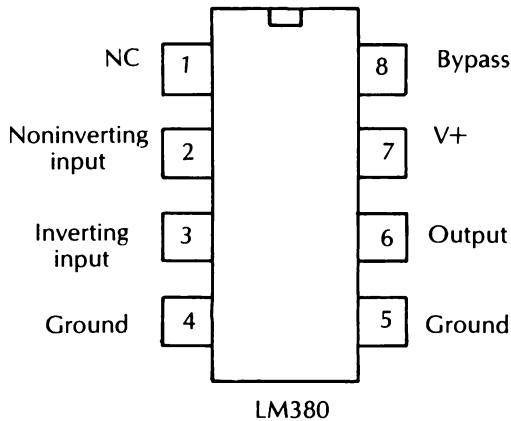 NC
1
8
Bypass
Noninverting
input
2
7
V+
Inverting
input
3
6
Output
Ground
4
5
Ground
LM380